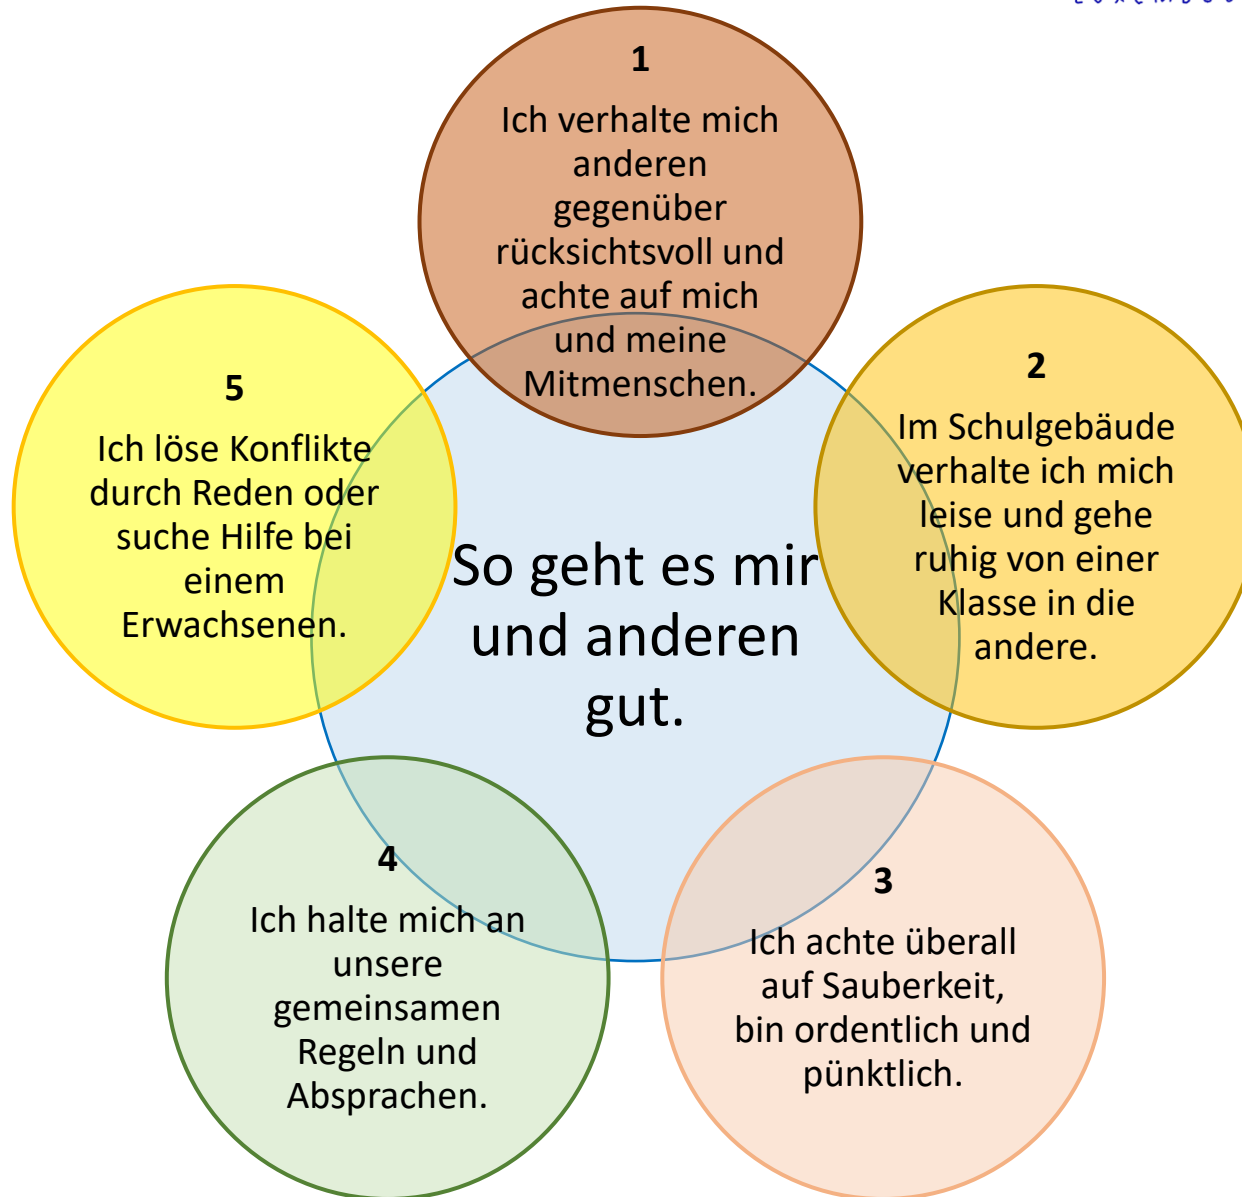 1
Ich verhalte mich
anderen
gegenüber
rücksichtsvoll und
achte auf mich
und meine
Mitmenschen.
2
Im Schulgebäude
verhalte ich mich
leise und gehe
ruhig von einer
Klasse in die
andere.
3
Ich achte überall
auf Sauberkeit,
bin ordentlich und
pünktlich.
4
Ich halte mich an
unsere
gemeinsamen
Regeln und
Absprachen.
5
Ich löse Konflikte
durch Reden oder
suche Hilfe bei
einem
Erwachsenen.
So geht es mir
und anderen
gut.